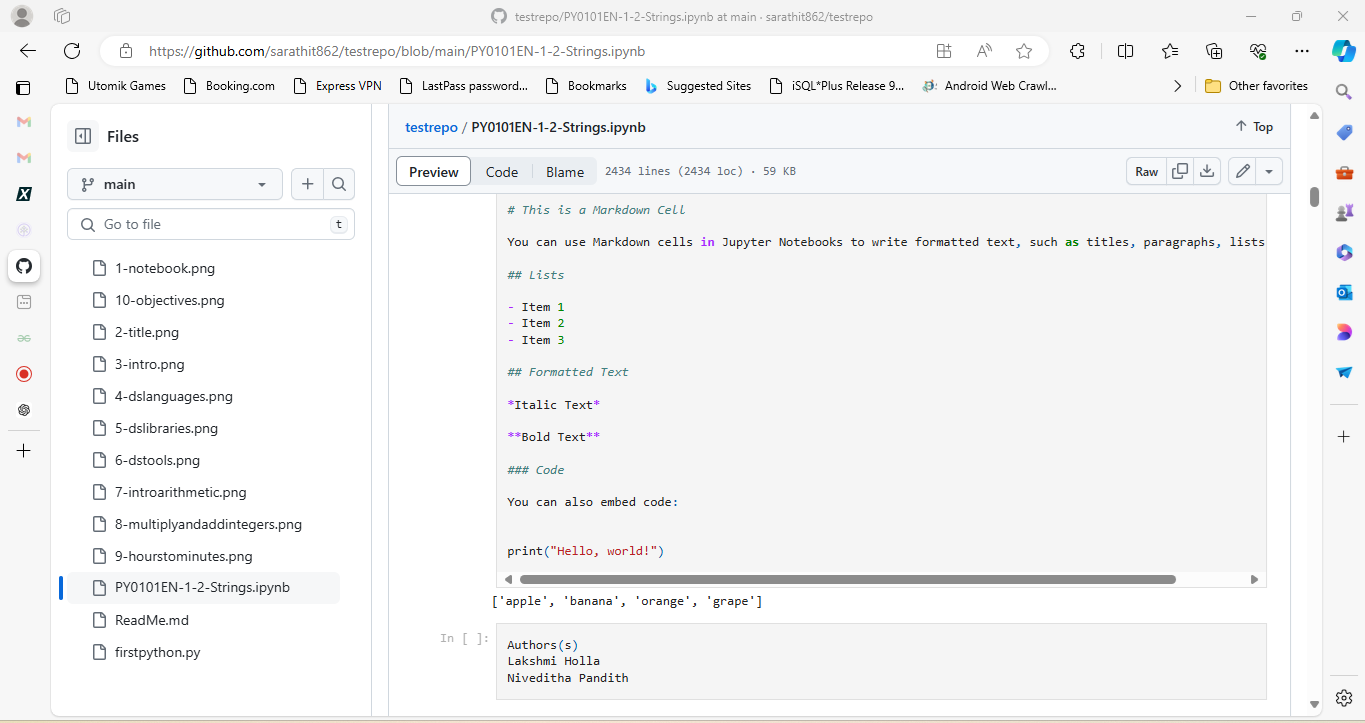 testrepo/PY0101EN-1-2-Strings.ipynb at main · sarathit862/testrepo
https://github.com/sarathit862/testrepo/blob/main/PY0101EN-1-2-Strings.ipynb
Utomik Games
Booking.com
Express VPN
LastPass password...
Bookmarks
Suggested Sites
iSQL*Plus Release 9...
Android Web Crawl...
Other favorites
Files
main
Go to file
t
1-notebook.png
10-objectives.png
2-title.png
3-intro.png
4-dslanguages.png
5-dslibraries.png
6-dstools.png
7-introarithmetic.png
8-multiplyandaddintegers.png
9-hourstominutes.png
PY0101EN-1-2-Strings.ipynb
ReadMe.md
firstpython.py
testrepo / PY0101EN-1-2-Strings.ipynb
Top
Preview
Code
Blame
2434 lines (2434 loc) · 59 KB
Raw
# This is a Markdown Cell
You can use Markdown cells in Jupyter Notebooks to write formatted text, such as titles, paragraphs, lists
## Lists
- Item 1
- Item 2
- Item 3
## Formatted Text
*Italic Text*
**Bold Text**
### Code
You can also embed code:
print("Hello, world!")
['apple', 'banana', 'orange', 'grape']
In [ ]:
Authors(s)
Lakshmi Holla
Niveditha Pandith